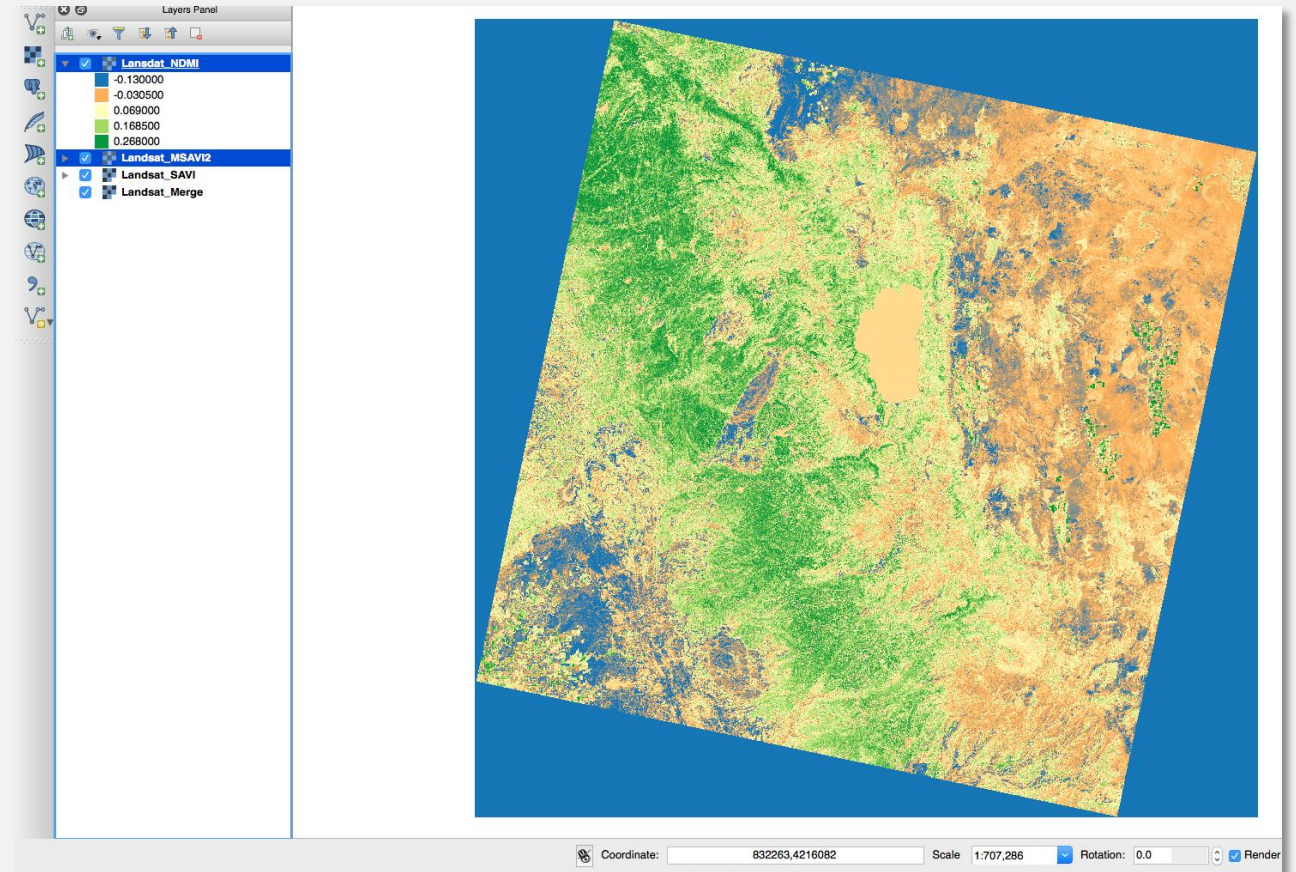 Layers Panel
Lansdat_NDMI
-0.130000
-0.030500
0.069000
0.168500
0.268000
Landsat_MSAVI2
Landsat_SAVI
Landsat_Merge
Coordinate: 832263,4216082 Scale 1:707,286 Rotation: 0.0 Render